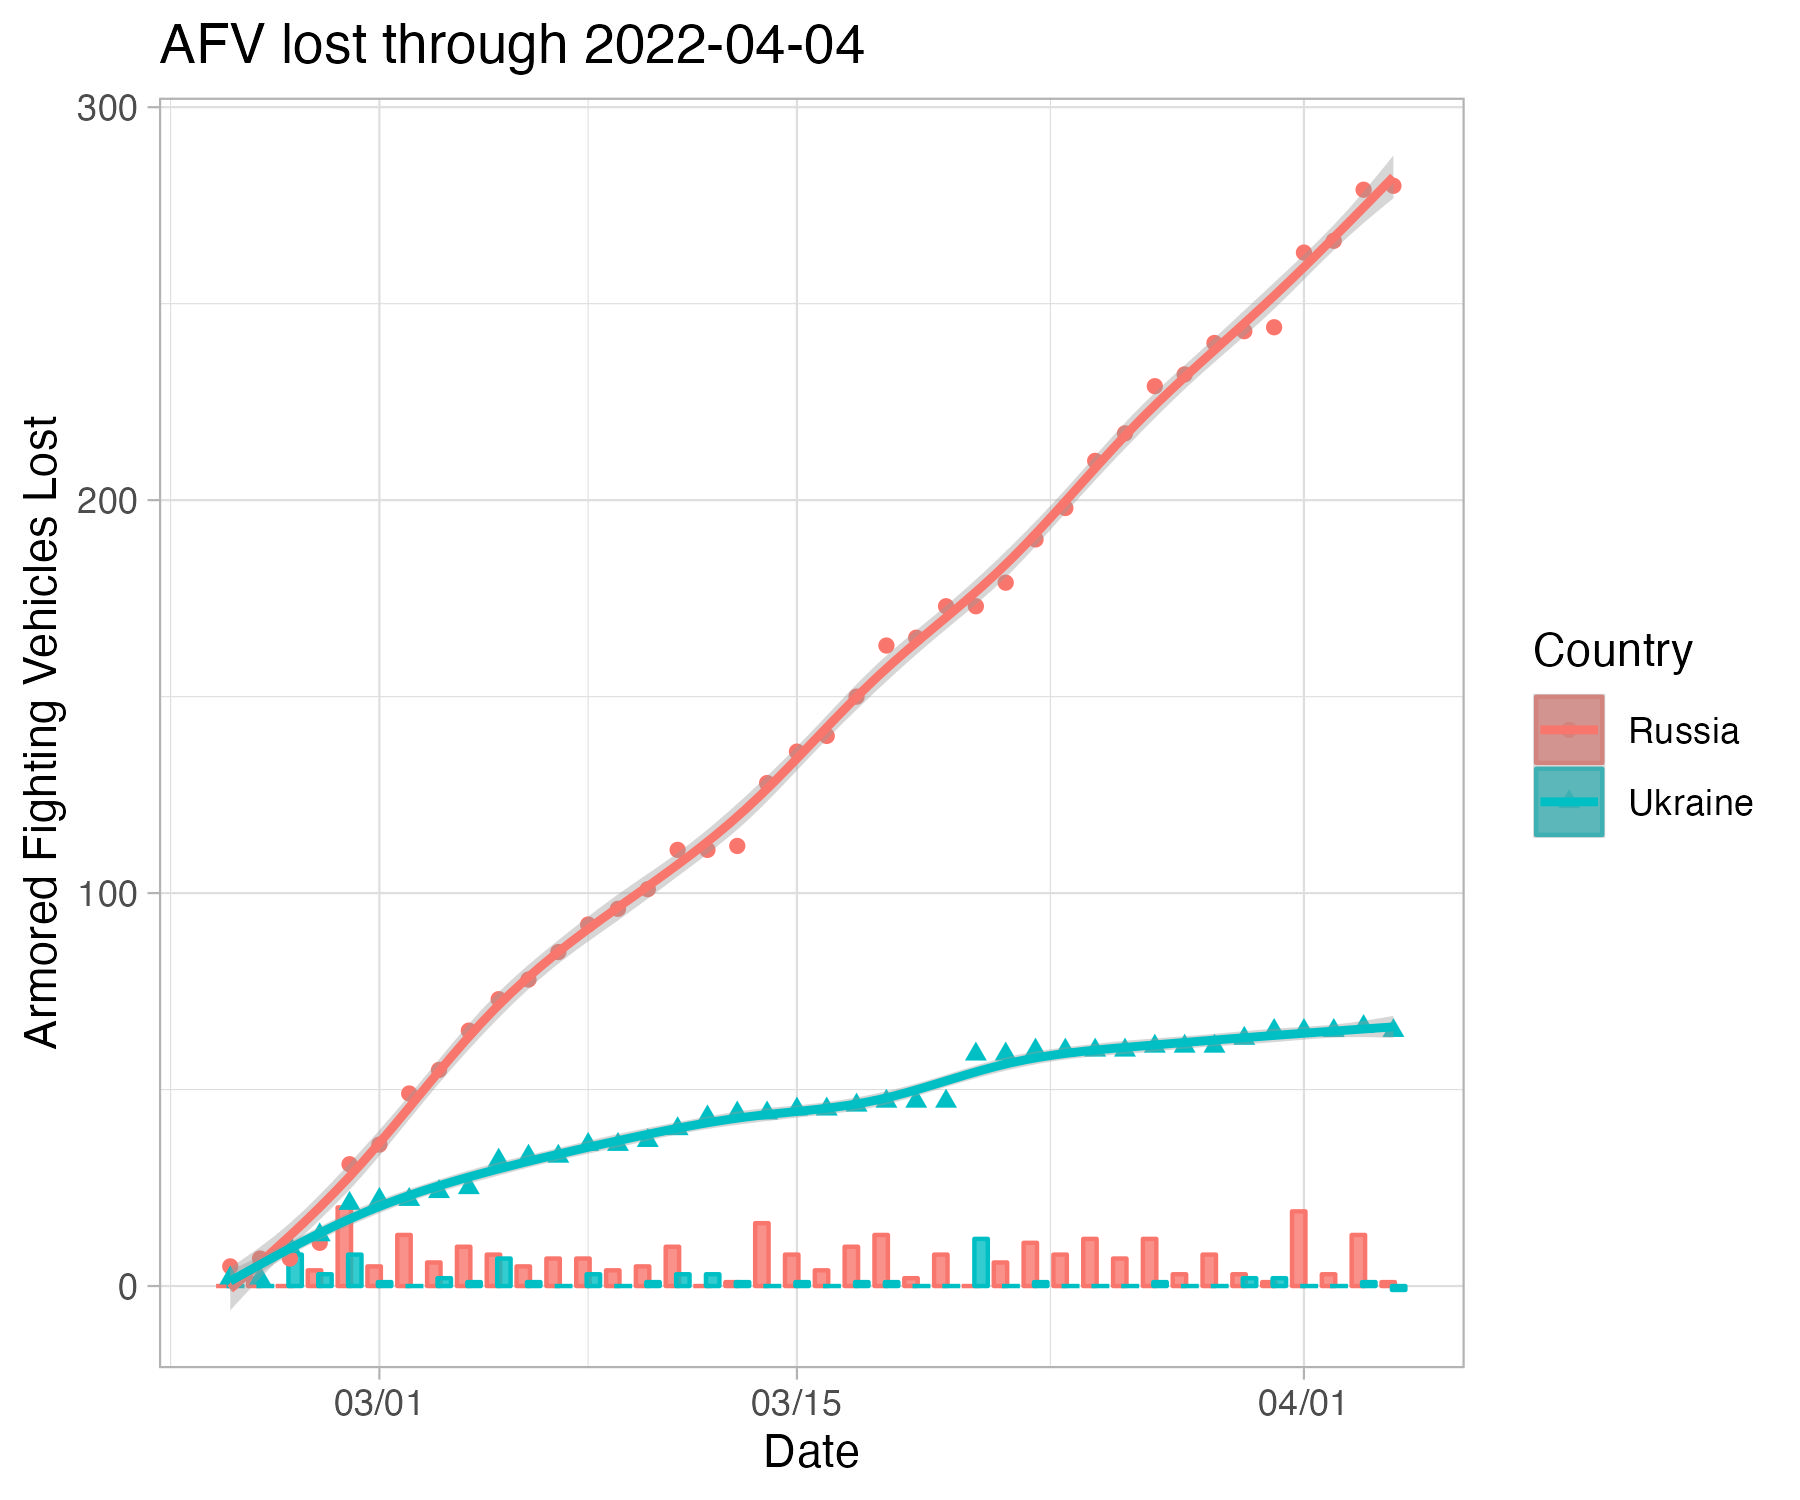 AFV lost through 2022-04-04
Armored Fighting Vehicles Lost
300
200
100
0
03/01
03/15
04/01
Date
Country
Russia
Ukraine